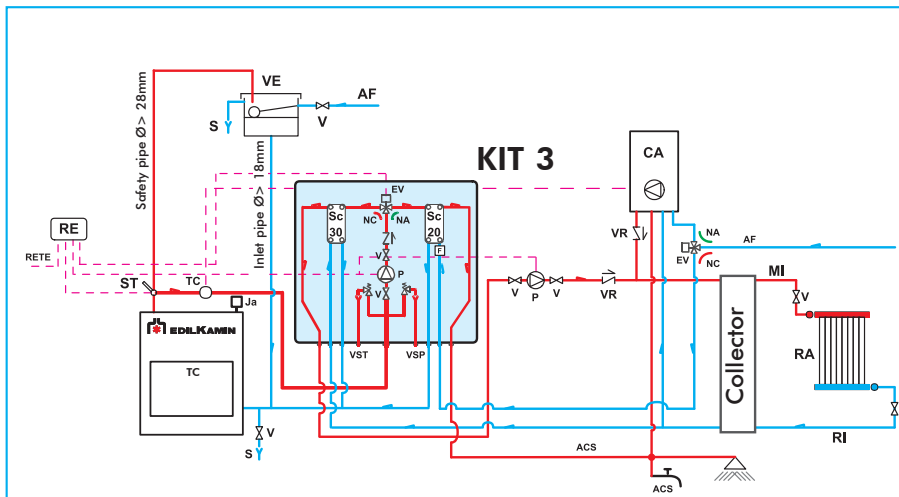 VE
AF
V
S
Safety pipe Ø> 28mm
Inlet pipe Ø> 18mm
KIT 3
CA
EV
NC
NA
Sc
30
Sc
20
F
V
P
V
VST
VSP
RE
RETE
ST
TC
Ja
EDILKAMIN
TC
V
S
V
P
V
VR
VR
NA
EV
NC
AF
MI
V
RA
Collector
RI
ACS
ACS